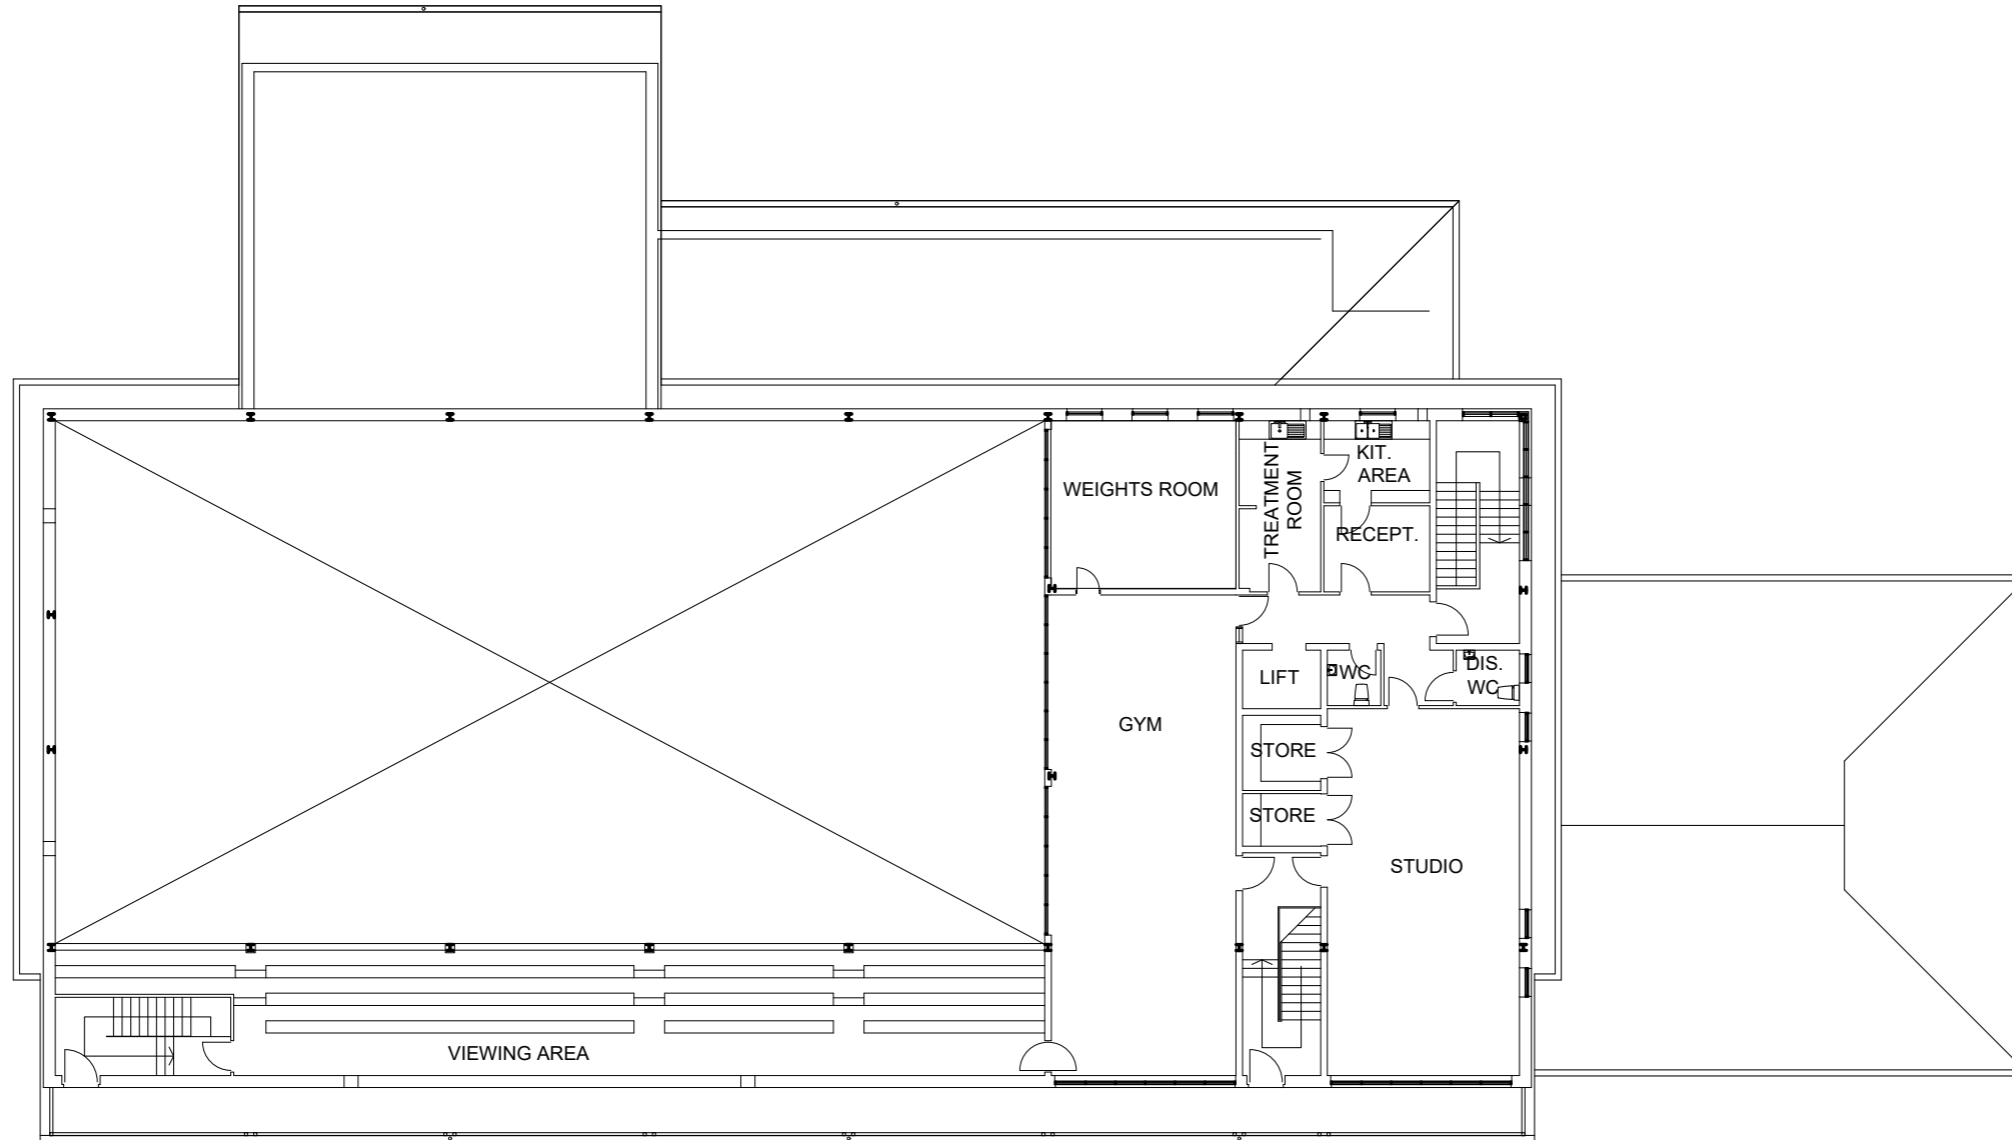 WEIGHTS ROOM
TREATMENT
ROOM
KIT.
AREA
RECEPT.
LIFT
WC
DIS.
WC
GYM
STORE
STORE
STUDIO
VIEWING AREA